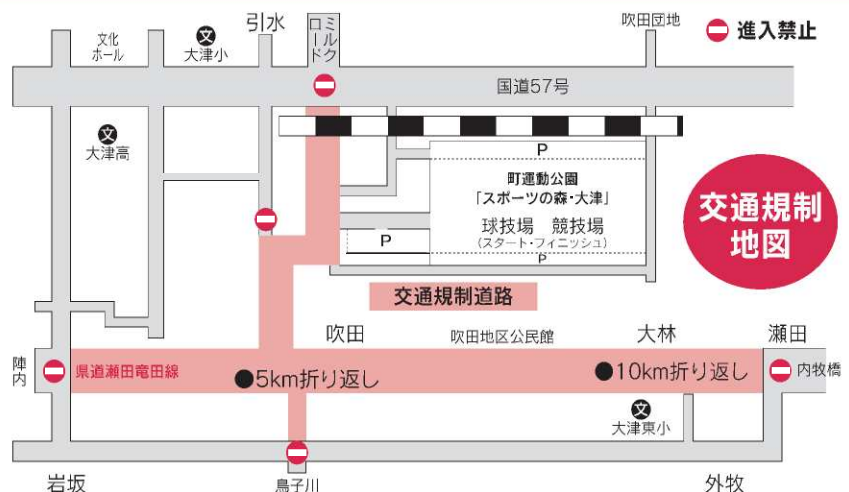 文化
ホール
文
大津小
引水
ミルク
ロード
吹田団地
進入禁止
国道57号
文
大津高
P
町運動公園
「スポーツの森・大津」
球技場　競技場
(スタート・フィニッシュ)
P
P
交通規制
地図
交通規制道路
吹田
吹田地区公民館
大林
瀬田
陣内
県道瀬田竜田線
●5km折り返し
●10km折り返し
内牧橋
文
大津東小
岩坂
鳥子川
外牧